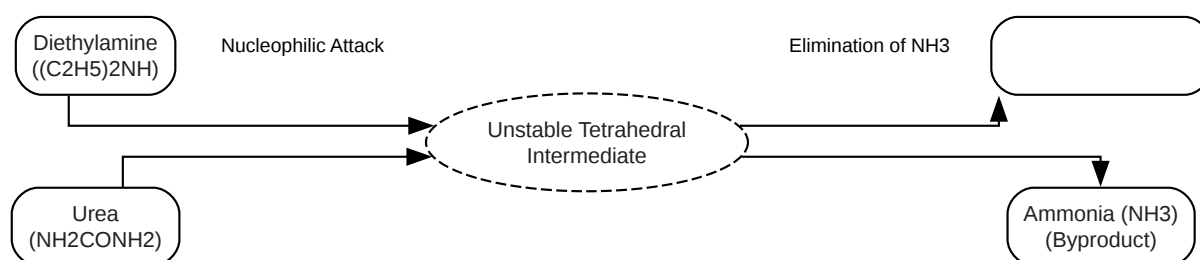 Diethylamine
((C2H5)2NH)
Nucleophilic Attack
Elimination of NH3
Unstable Tetrahedral
Intermediate
Urea
(NH2CONH2)
Ammonia (NH3)
(Byproduct)